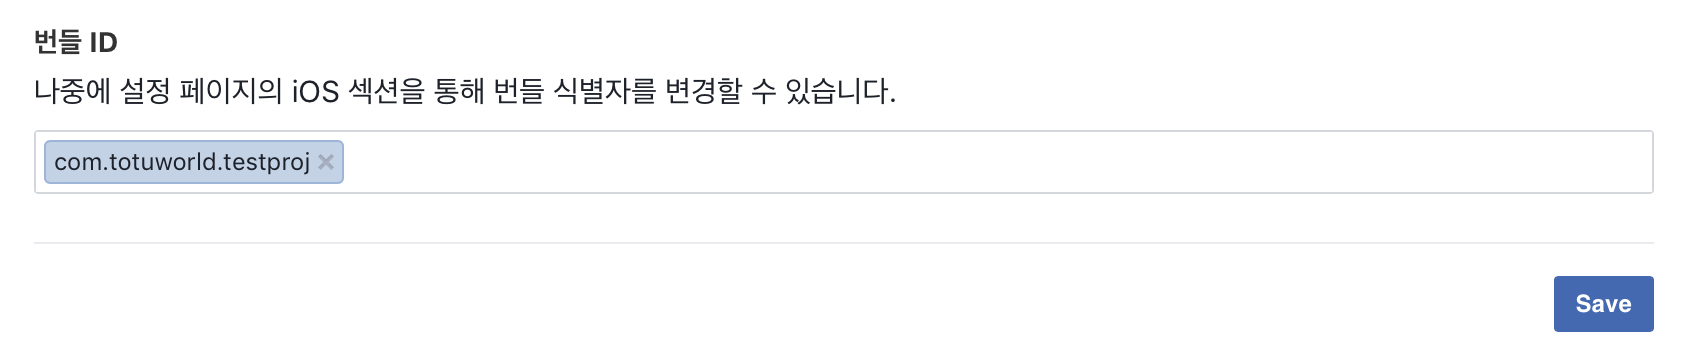 번들 ID
나중에 설정 페이지의 iOS 섹션을 통해 번들 식별자를 변경할 수 있습니다.
com.totuworld.testproj ×
Save